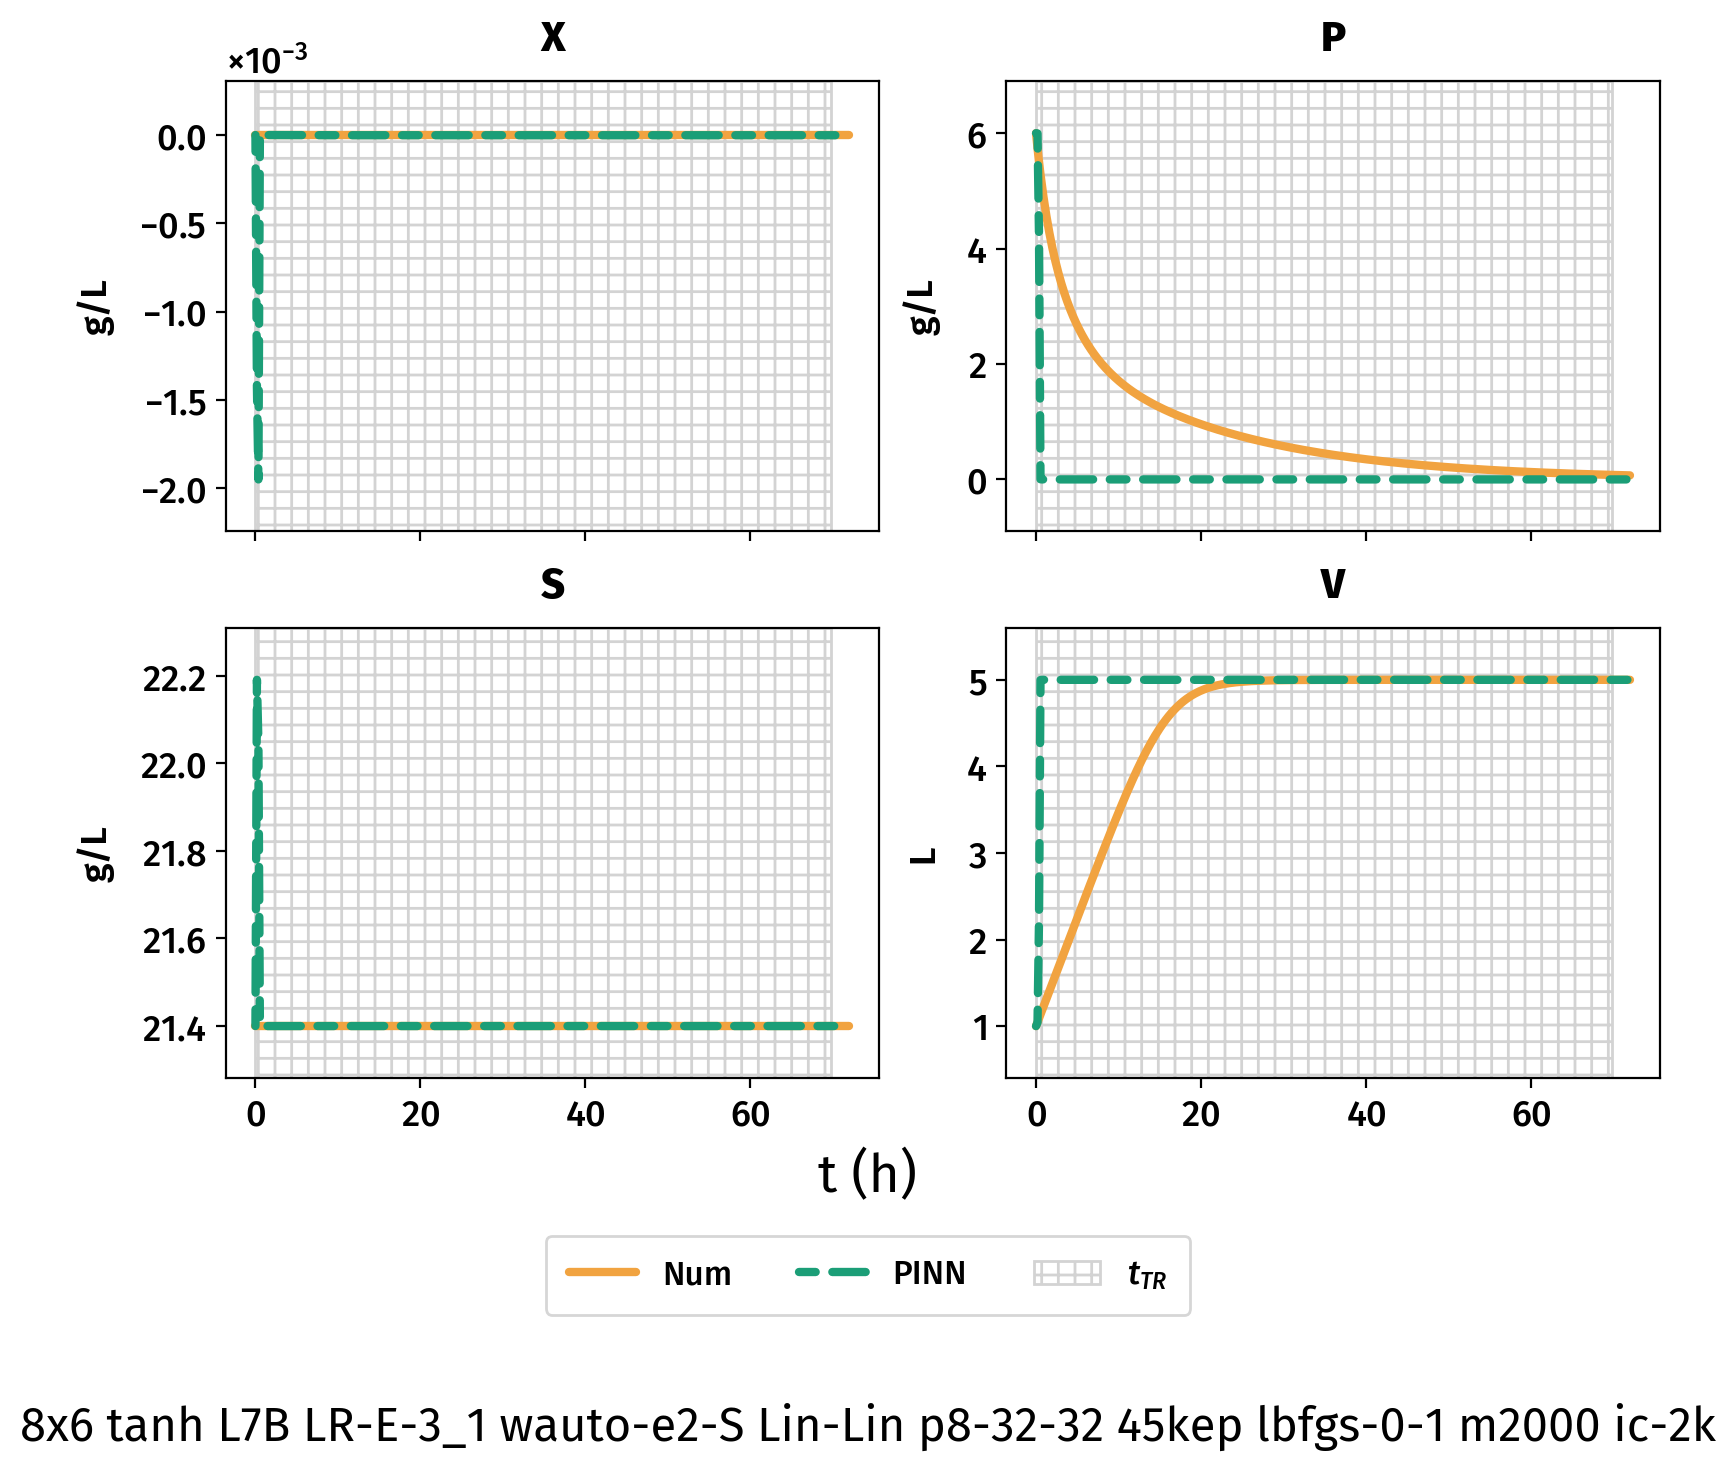 X
×10⁻³
0.0
−0.5
−1.0
−1.5
−2.0
g/L
P
6
4
2
0
g/L
S
22.2
22.0
21.8
21.6
21.4
g/L
0 20 40 60
V
5
4
3
2
1
L
0 20 40 60
t (h)
Num PINN t_TR
8x6 tanh L7B LR-E-3_1 wauto-e2-S Lin-Lin p8-32-32 45kep lbfgs-0-1 m2000 ic-2k